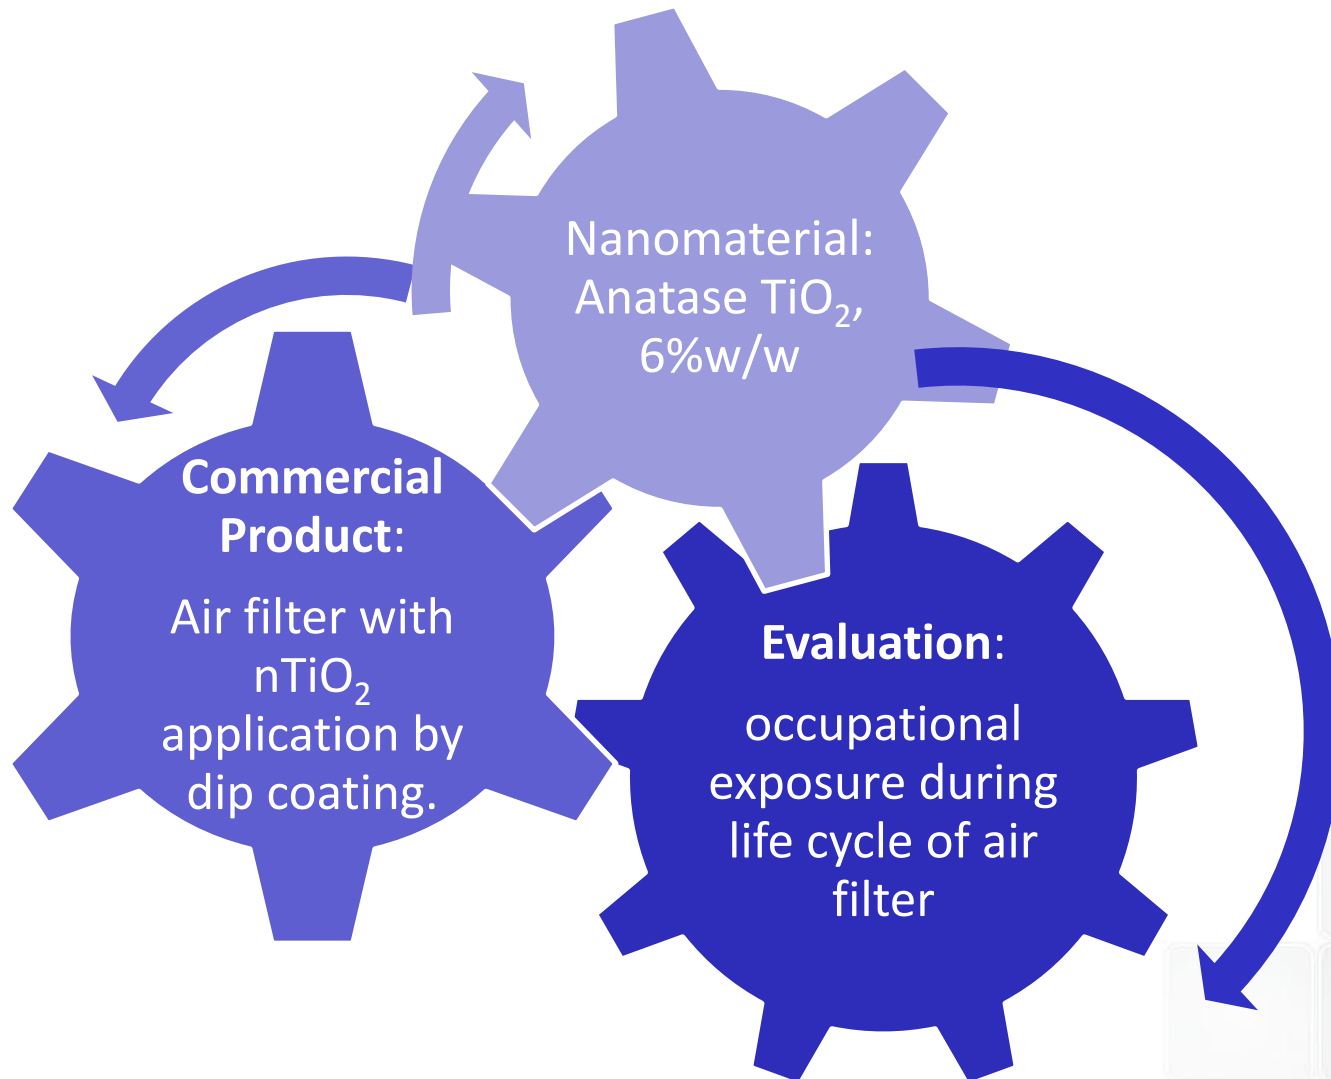 Nanomaterial:
Anatase TiO₂,
6%w/w
Commercial
Product:
Air filter with
nTiO₂
application by
dip coating.
Evaluation:
occupational
exposure during
life cycle of air
filter